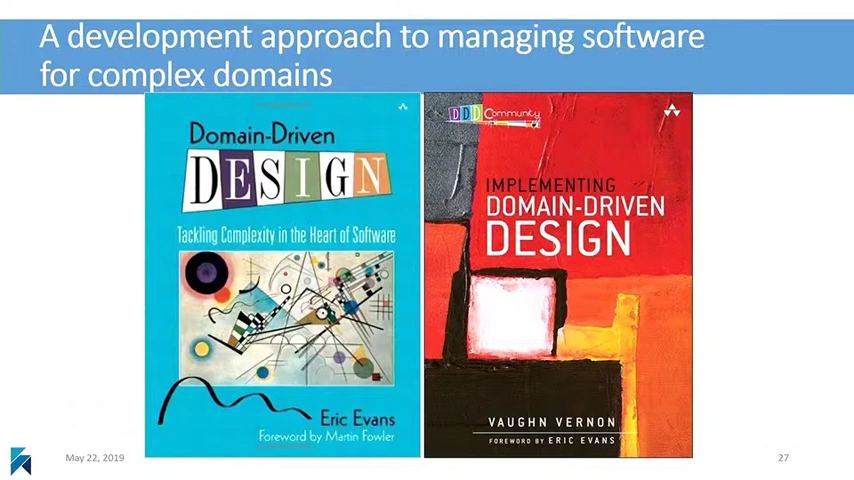 A development approach to managing software
for complex domains
Domain-Driven
DESIGN
Tackling Complexity in the Heart of Software
Eric Evans
Foreword by Martin Fowler
DDD Community
IMPLEMENTING
DOMAIN-DRIVEN
DESIGN
VAUGHN VERNON
FOREWORD BY ERIC EVANS
May 22, 2019
27